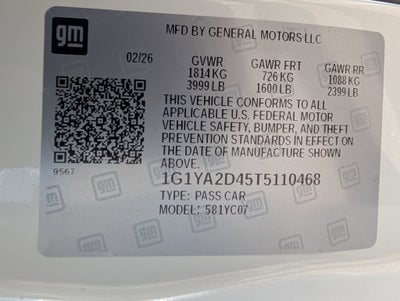 gm
MFD BY GENERAL MOTORS LLC
02/26 GVWR GAWR FRT GAWR RR
1814 KG 726 KG 1088 KG
3999 LB 1600 LB 2399 LB
THIS VEHICLE CONFORMS TO ALL
APPLICABLE U.S. FEDERAL MOTOR
VEHICLE SAFETY, BUMPER, AND THEFT
PREVENTION STANDARDS IN EFFECT ON
THE DATE OF MANUFACTURE SHOWN
ABOVE.
9567
1G1YA2D45T5110468
TYPE: PASS CAR
MODEL: 581YC07